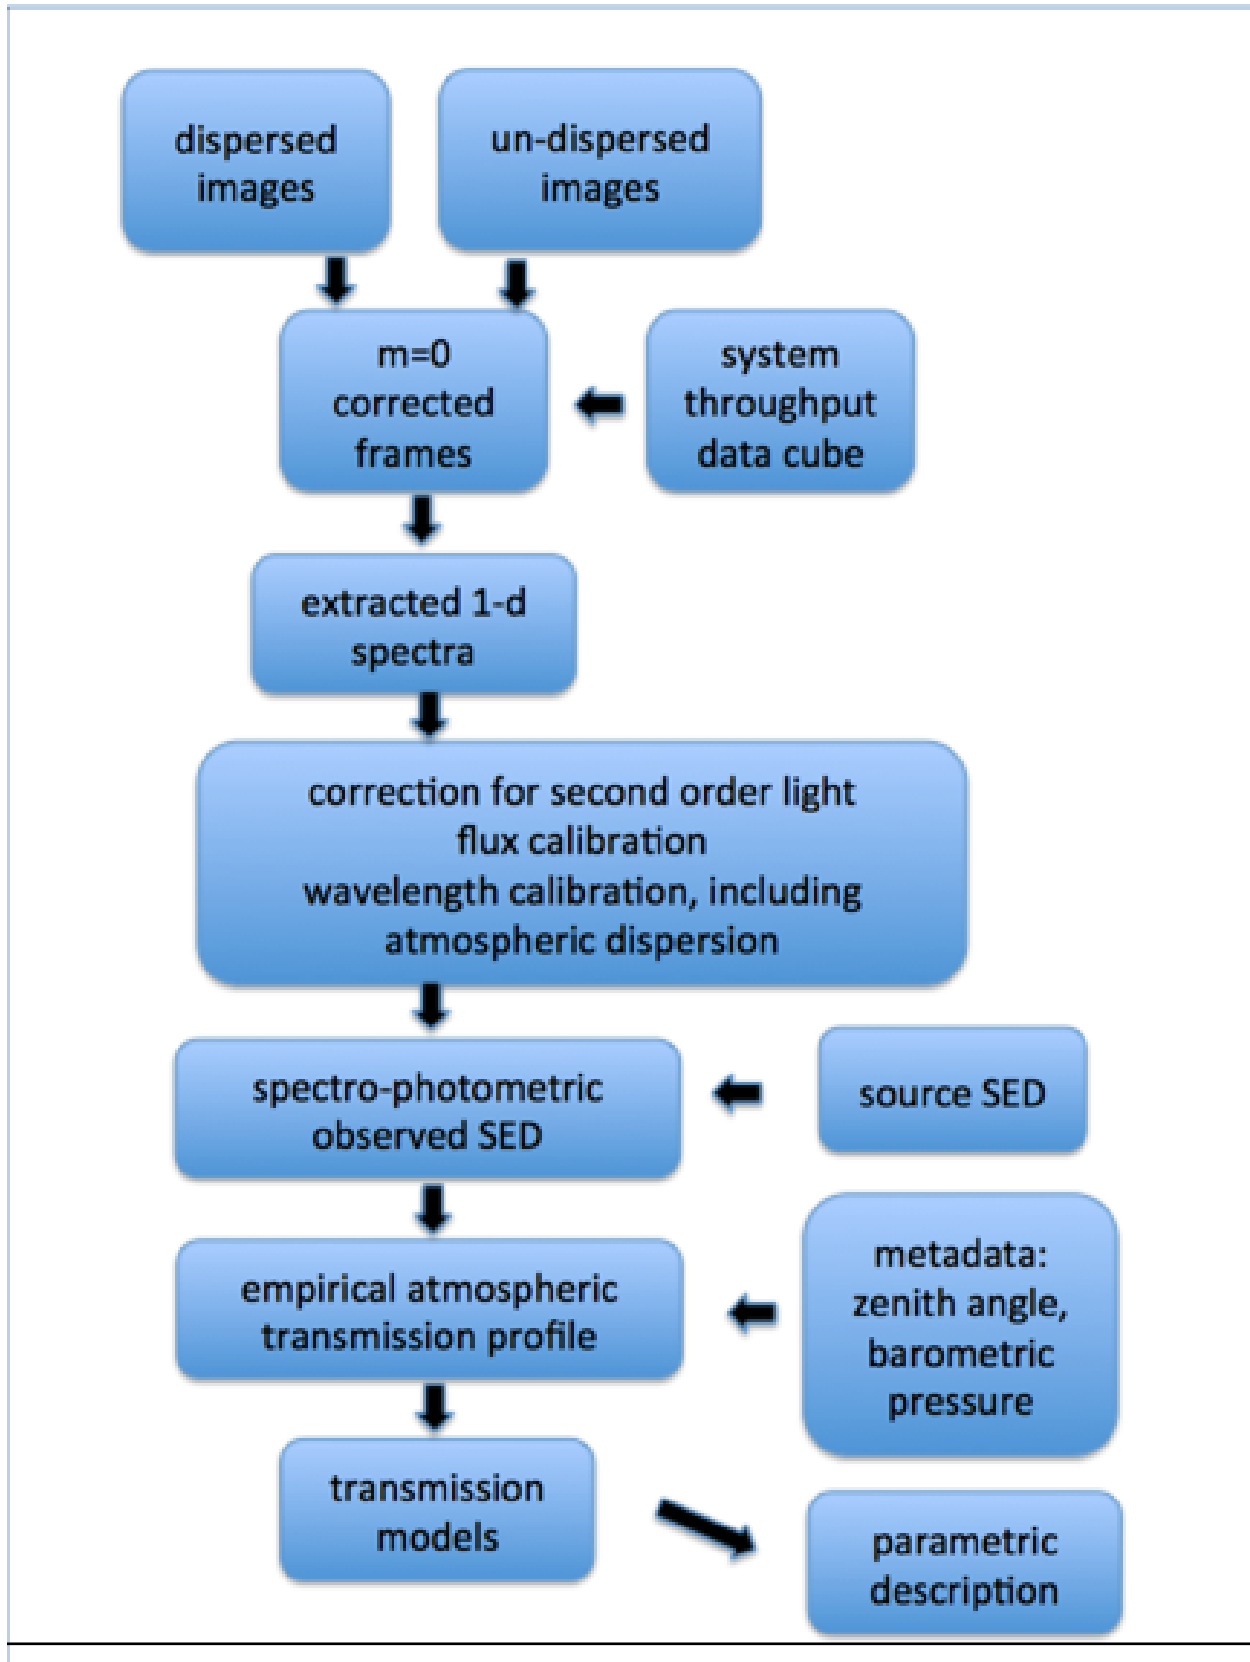 dispersed
images
un-dispersed
images
m=0
corrected
frames
system
throughput
data cube
extracted 1-d
spectra
correction for second order light
flux calibration
wavelength calibration, including
atmospheric dispersion
spectro-photometric
observed SED
source SED
empirical atmospheric
transmission profile
metadata:
zenith angle,
barometric
pressure
transmission
models
parametric
description